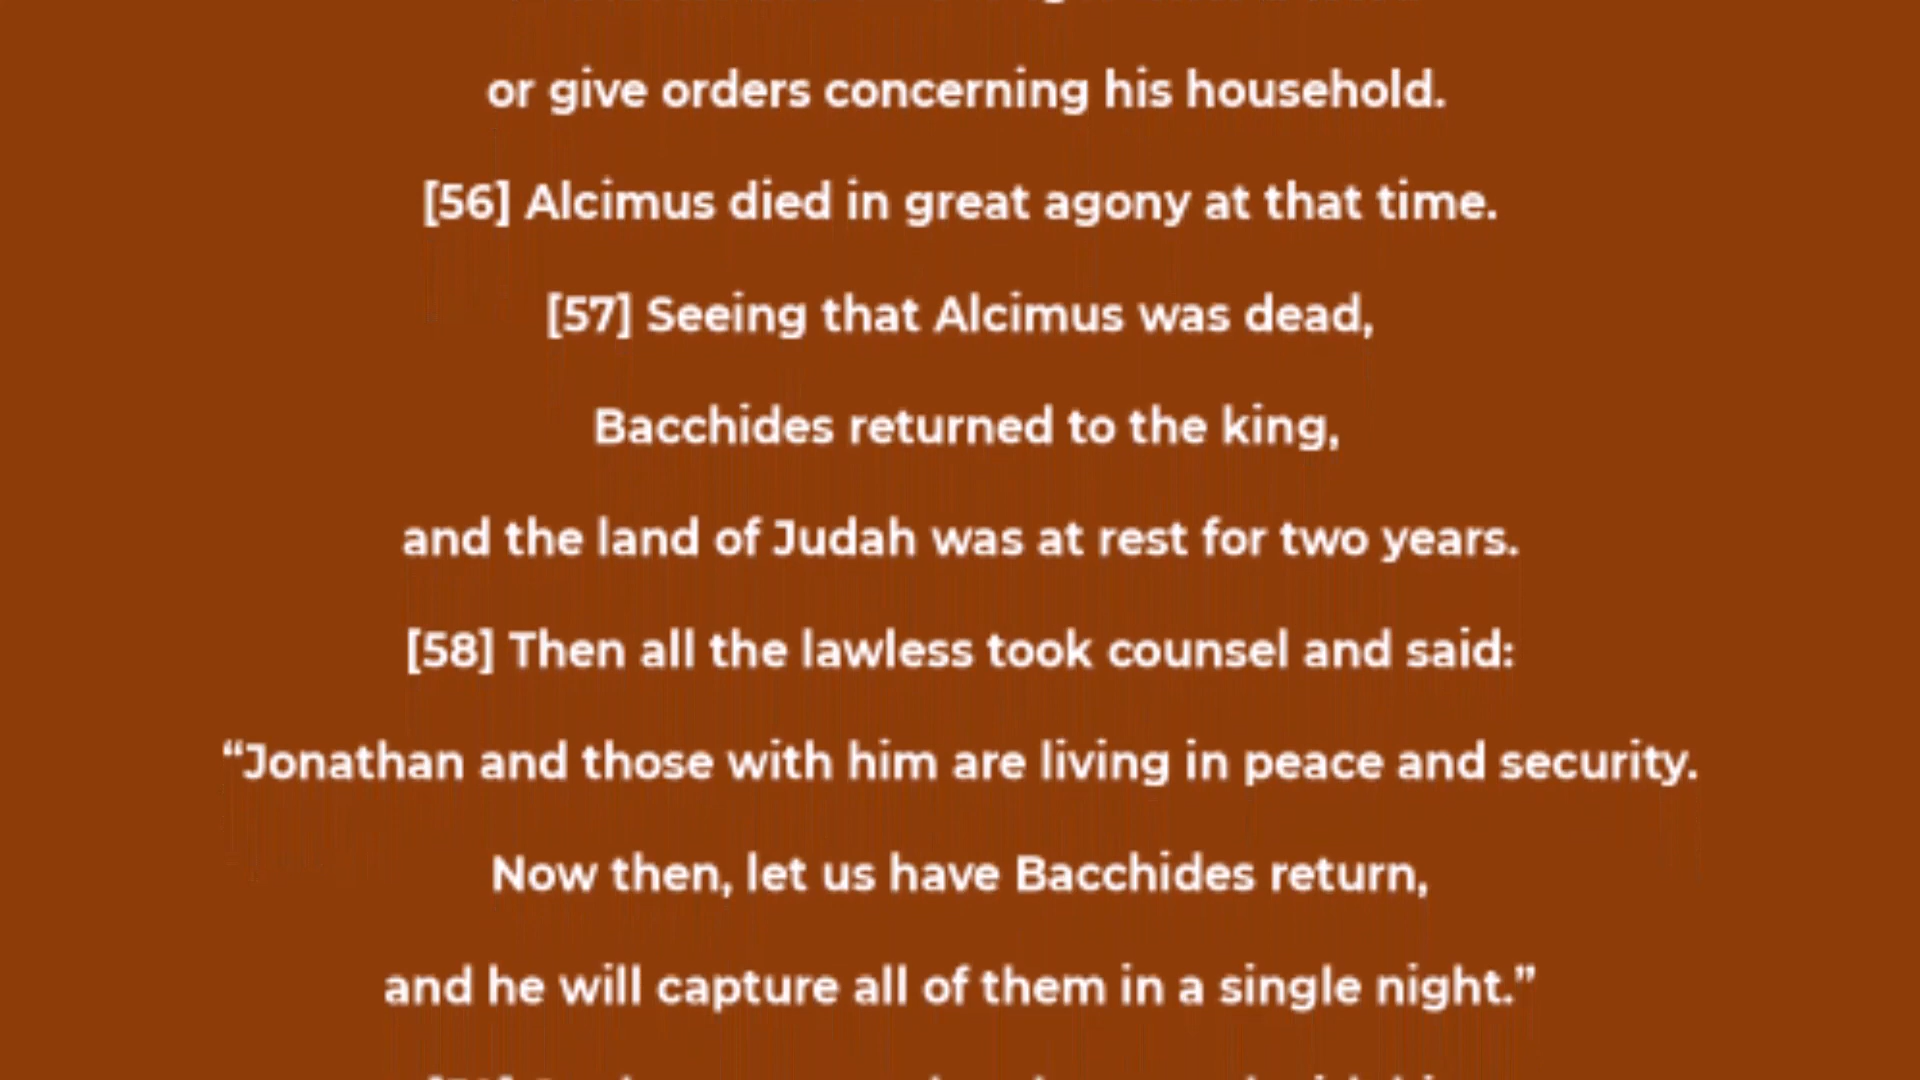 or give orders concerning his household.
[56] Alcimus died in great agony at that time.
[57] Seeing that Alcimus was dead,
Bacchides returned to the king,
and the land of Judah was at rest for two years.
[58] Then all the lawless took counsel and said:
“Jonathan and those with him are living in peace and security.
Now then, let us have Bacchides return,
and he will capture all of them in a single night.”